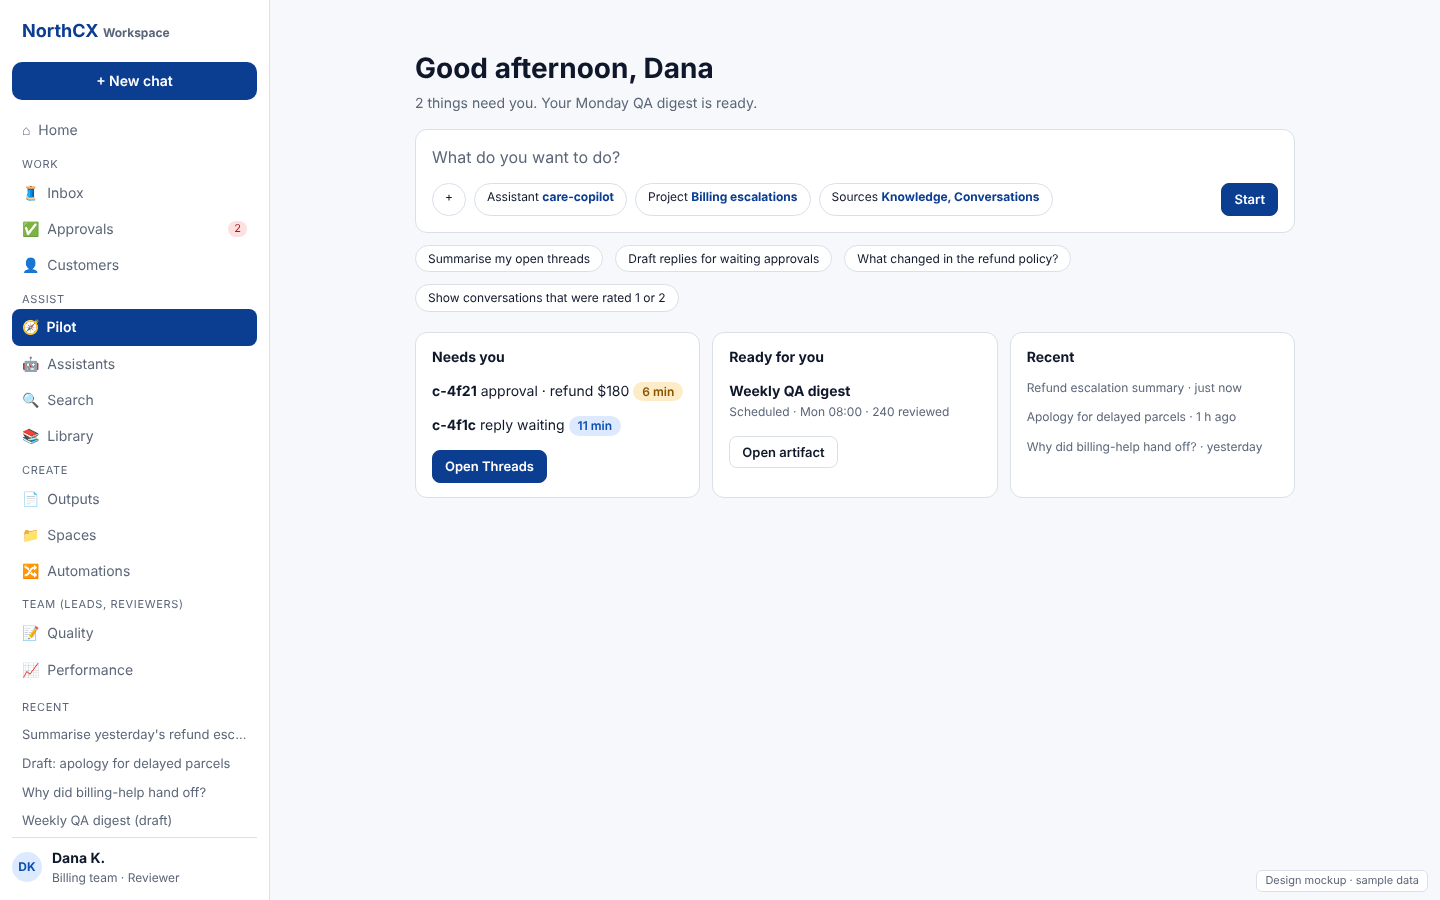 NorthCX Workspace
+ New chat
⌂ Home
WORK
Inbox
Approvals 2
Customers
ASSIST
Pilot
Assistants
Search
Library
CREATE
Outputs
Spaces
Automations
TEAM (LEADS, REVIEWERS)
Quality
Performance
RECENT
Summarise yesterday's refund esc...
Draft: apology for delayed parcels
Why did billing-help hand off?
Weekly QA digest (draft)
DK Dana K.
Billing team · Reviewer
Good afternoon, Dana
2 things need you. Your Monday QA digest is ready.
What do you want to do?
+ Assistant care-copilot Project Billing escalations Sources Knowledge, Conversations Start
Summarise my open threads Draft replies for waiting approvals What changed in the refund policy?
Show conversations that were rated 1 or 2
Needs you
c-4f21 approval · refund $180 6 min
c-4f1c reply waiting 11 min
Open Threads
Ready for you
Weekly QA digest
Scheduled · Mon 08:00 · 240 reviewed
Open artifact
Recent
Refund escalation summary · just now
Apology for delayed parcels · 1 h ago
Why did billing-help hand off? · yesterday
Design mockup · sample data